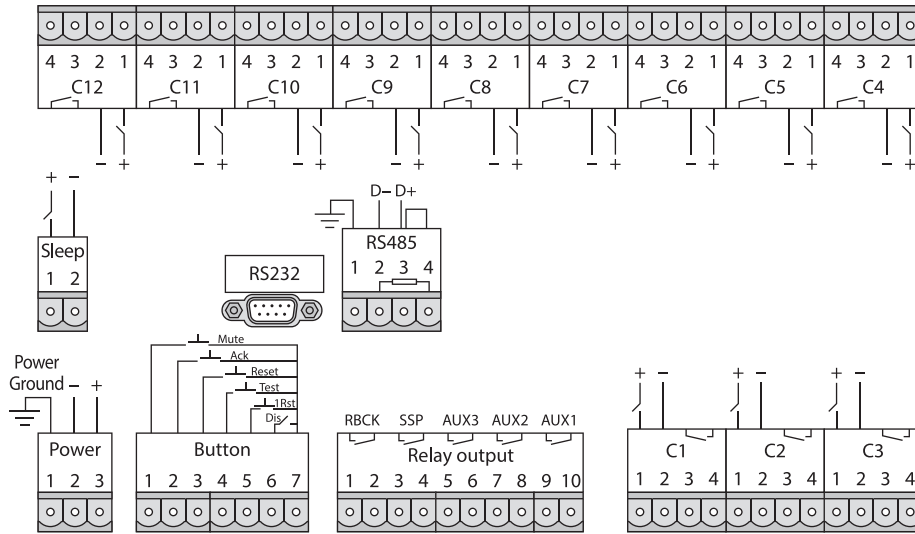 4 3 2 1 4 3 2 1 4 3 2 1 4 3 2 1 4 3 2 1 4 3 2 1 4 3 2 1 4 3 2 1 4 3 2 1
C12 C11 C10 C9 C8 C7 C6 C5 C4
− + − + − + − + − + − + − + − + − +
+ −
Sleep
1 2
RS232
D− D+
RS485
1 2 3 4
Power
Ground
− +
Power
1 2 3
Mute
Ack
Reset
Test
1Rst
Dis
Button
1 2 3 4 5 6 7
RBCK SSP AUX3 AUX2 AUX1
Relay output
1 2 3 4 5 6 7 8 9 10
+ − + − + −
C1 C2 C3
1 2 3 4 1 2 3 4 1 2 3 4